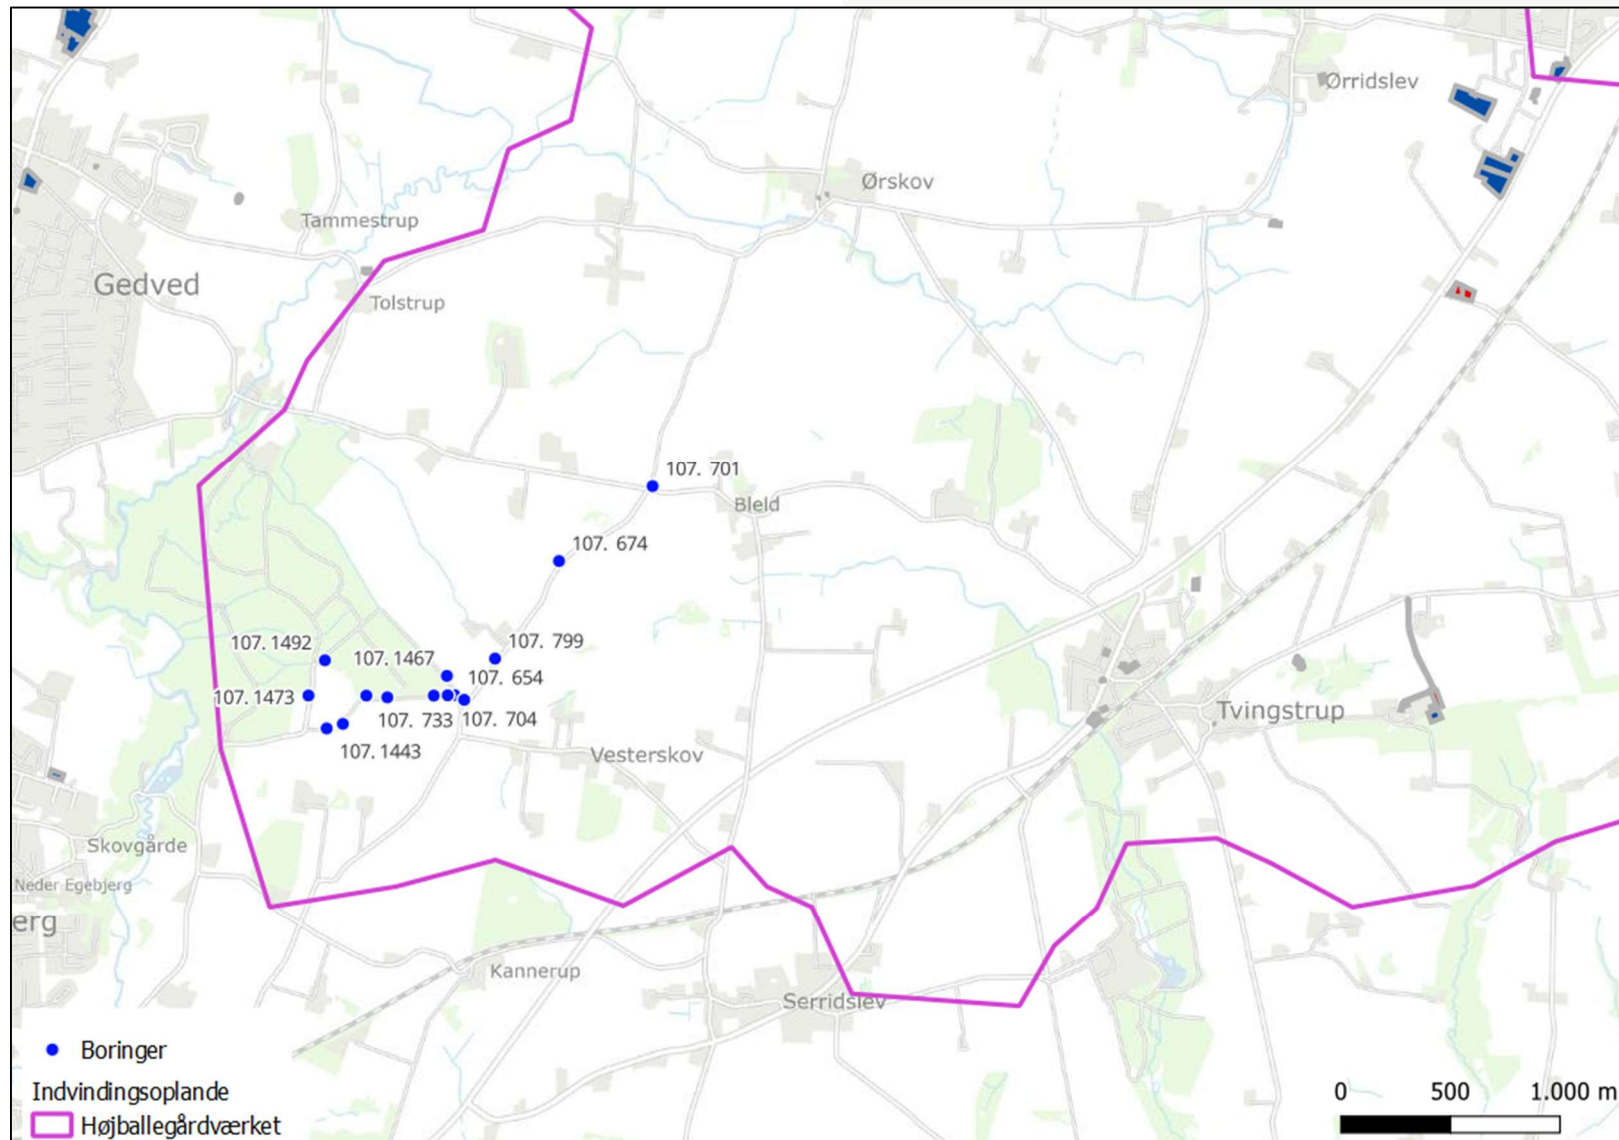 Ørridslev
Ørskov
Tammestrup
Gedved
Tolstrup
107. 701
Bleld
107. 674
107. 1492
107. 1467
107. 799
107. 654
107. 1473
107. 733
107. 704
Tvingstrup
107. 1443
Vesterskov
Skovgårde
Neder Egebjerg
erg
Kannerup
Serridslev
Boringer
Indvindingsoplande
Højballegårdværket
0 500 1.000 m